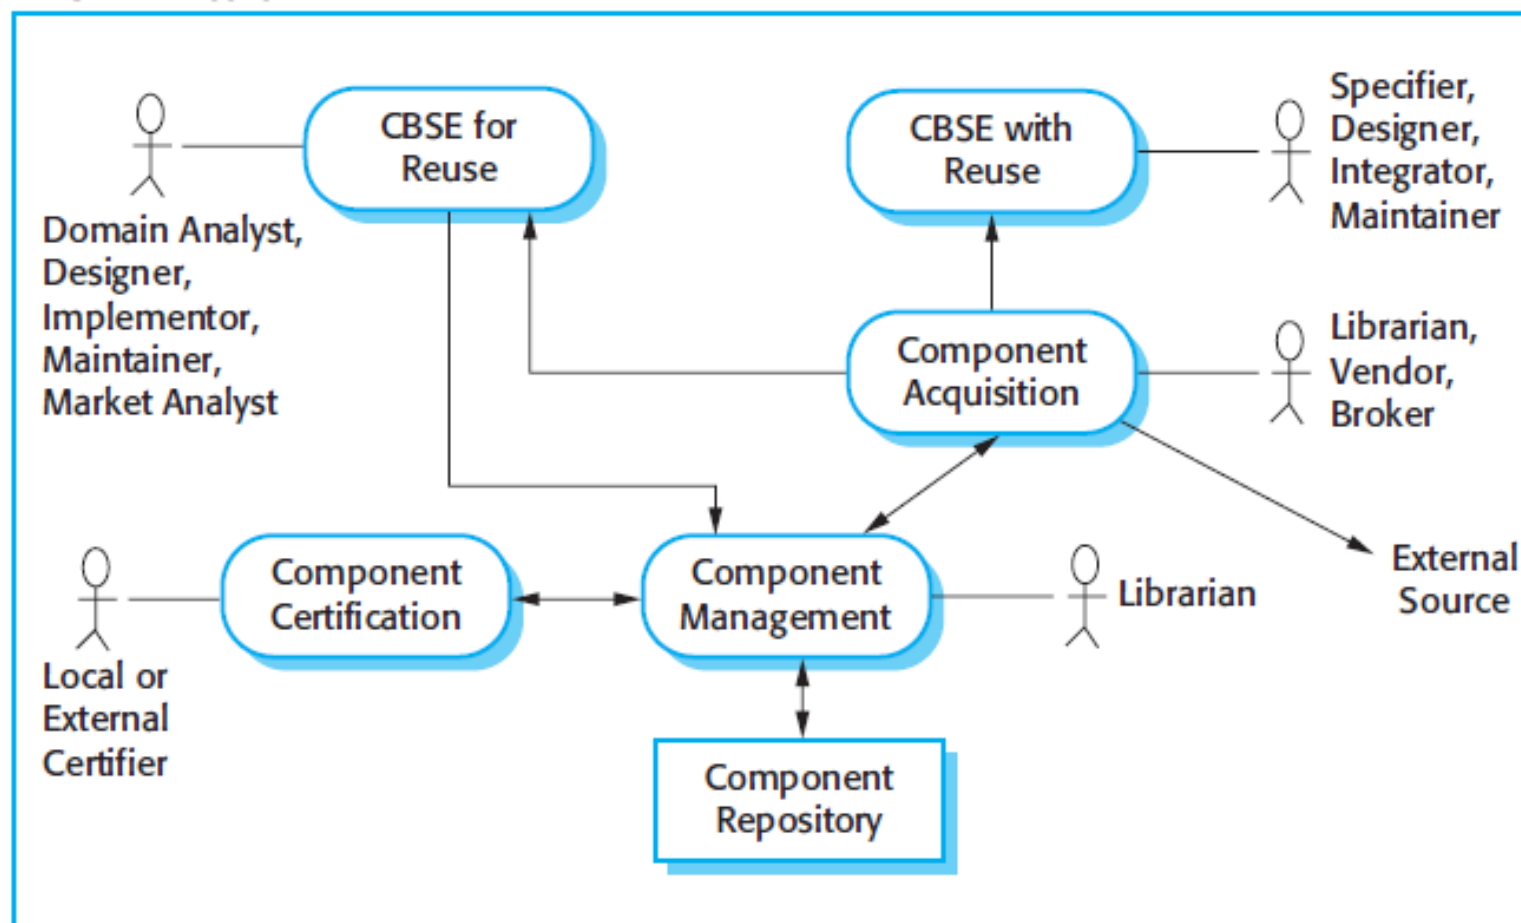 CBSE for
Reuse
CBSE with
Reuse
Specifier,
Designer,
Integrator,
Maintainer
Domain Analyst,
Designer,
Implementor,
Maintainer,
Market Analyst
Component
Acquisition
Librarian,
Vendor,
Broker
Component
Certification
Component
Management
Librarian
External
Source
Local or
External
Certifier
Component
Repository